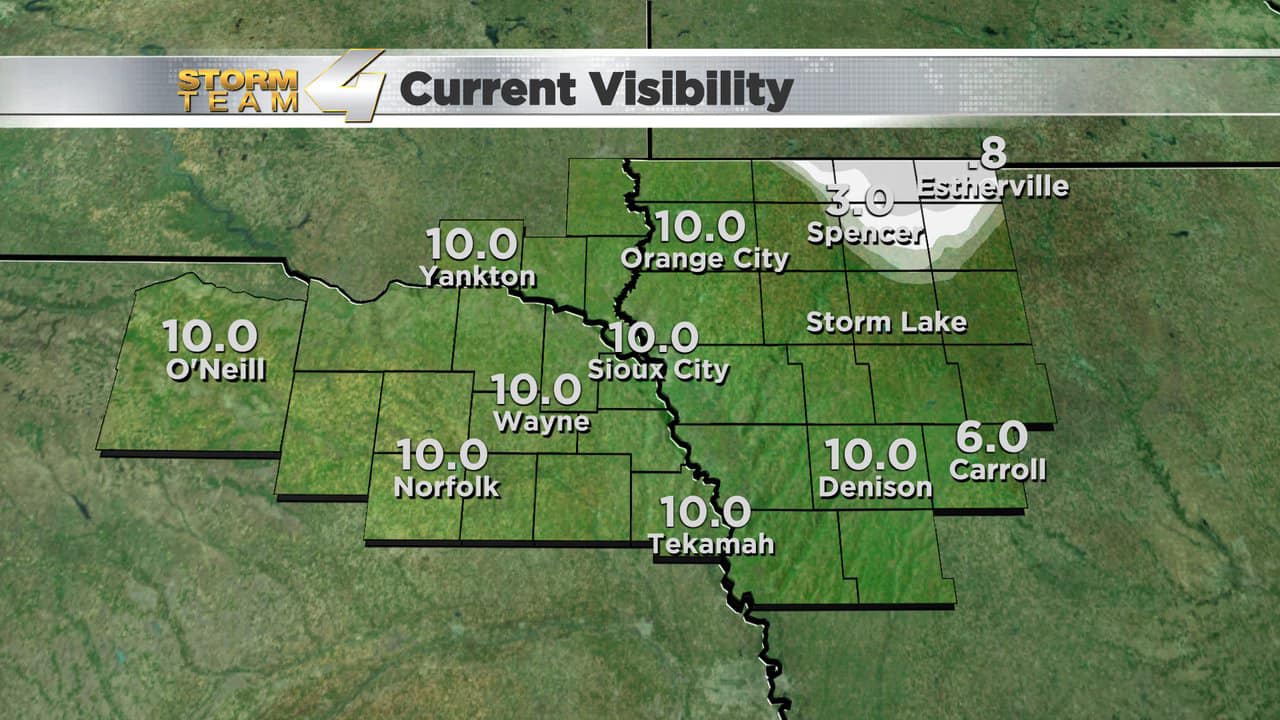 STORM
TEAM
4
Current Visibility
.8
Estherville
3.0
Spencer
10.0
Orange City
10.0
Yankton
Storm Lake
10.0
O'Neill
10.0
Sioux City
10.0
Wayne
6.0
Carroll
10.0
Denison
10.0
Norfolk
10.0
Tekamah